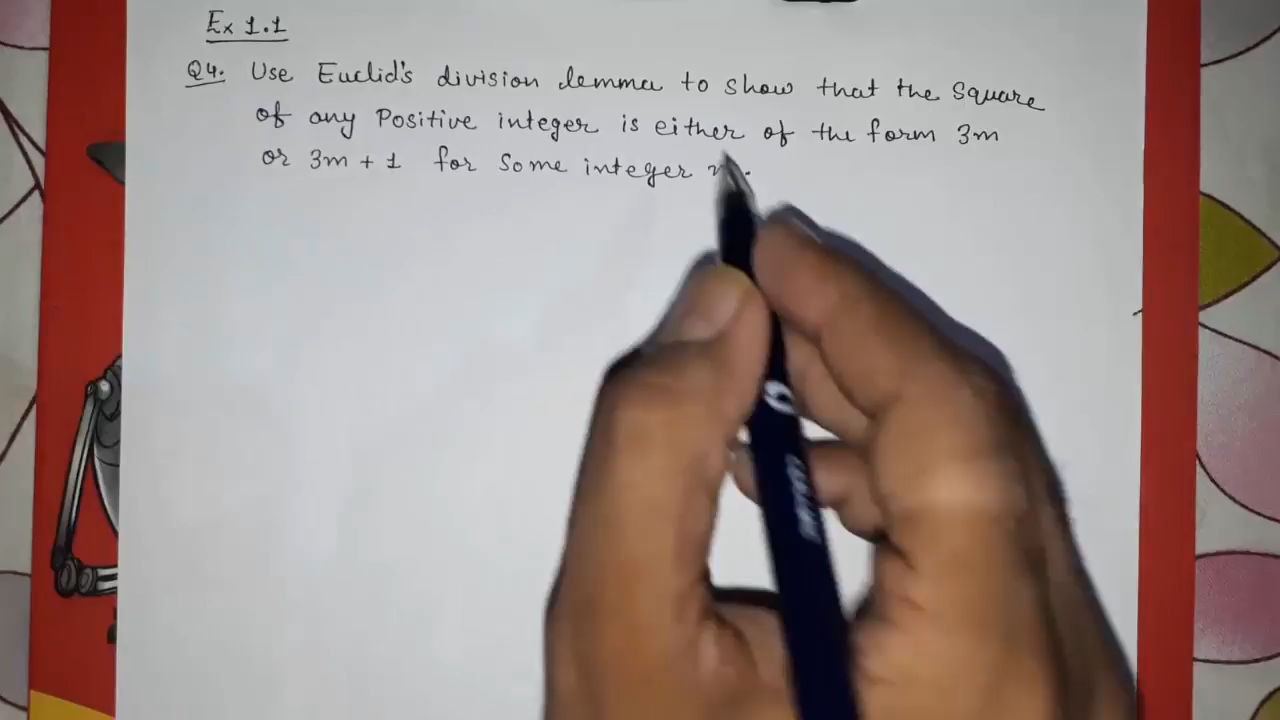 Ex 1.1
Q4. Use Euclid's division lemma to show that the square
of any Positive integer is either of the form 3m
or 3m + 1 for some integer